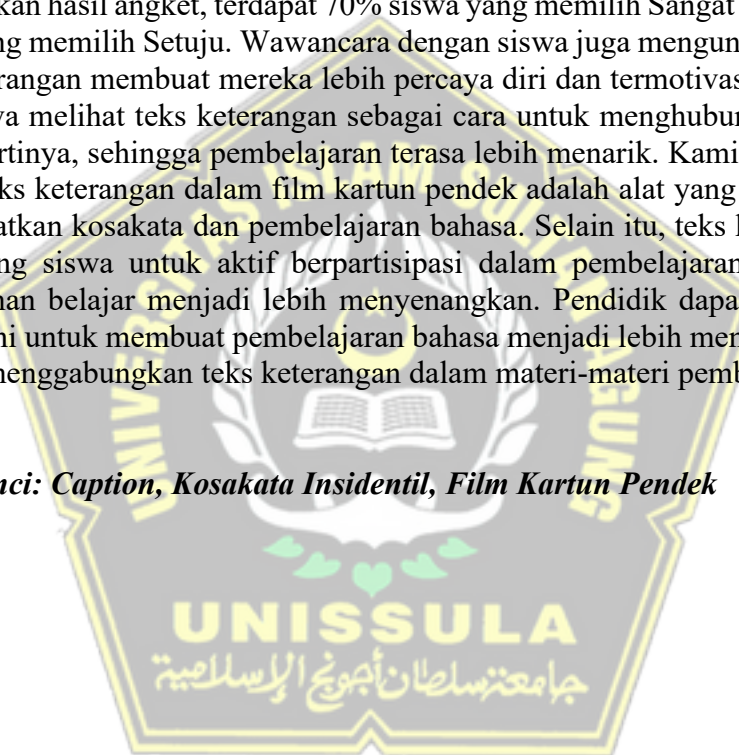 kan hasil angket, terdapat 70% siswa yang memilih Sangat
ng memilih Setuju. Wawancara dengan siswa juga mengun
rangan membuat mereka lebih percaya diri dan termotivas
va melihat teks keterangan sebagai cara untuk menghubun
rtinya, sehingga pembelajaran terasa lebih menarik. Kami
ks keterangan dalam film kartun pendek adalah alat yang
atkan kosakata dan pembelajaran bahasa. Selain itu, teks
ng siswa untuk aktif berpartisipasi dalam pembelajaran
nan belajar menjadi lebih menyenangkan. Pendidik dapa
ni untuk membuat pembelajaran bahasa menjadi lebih men
menggabungkan teks keterangan dalam materi-materi pemb
nci: Caption, Kosakata Insidentil, Film Kartun Pendek
UNIVERSITAS ISLAM SULTAN AGUNG
UNISSULA
جامعة سلطان أجونج الإسلامية